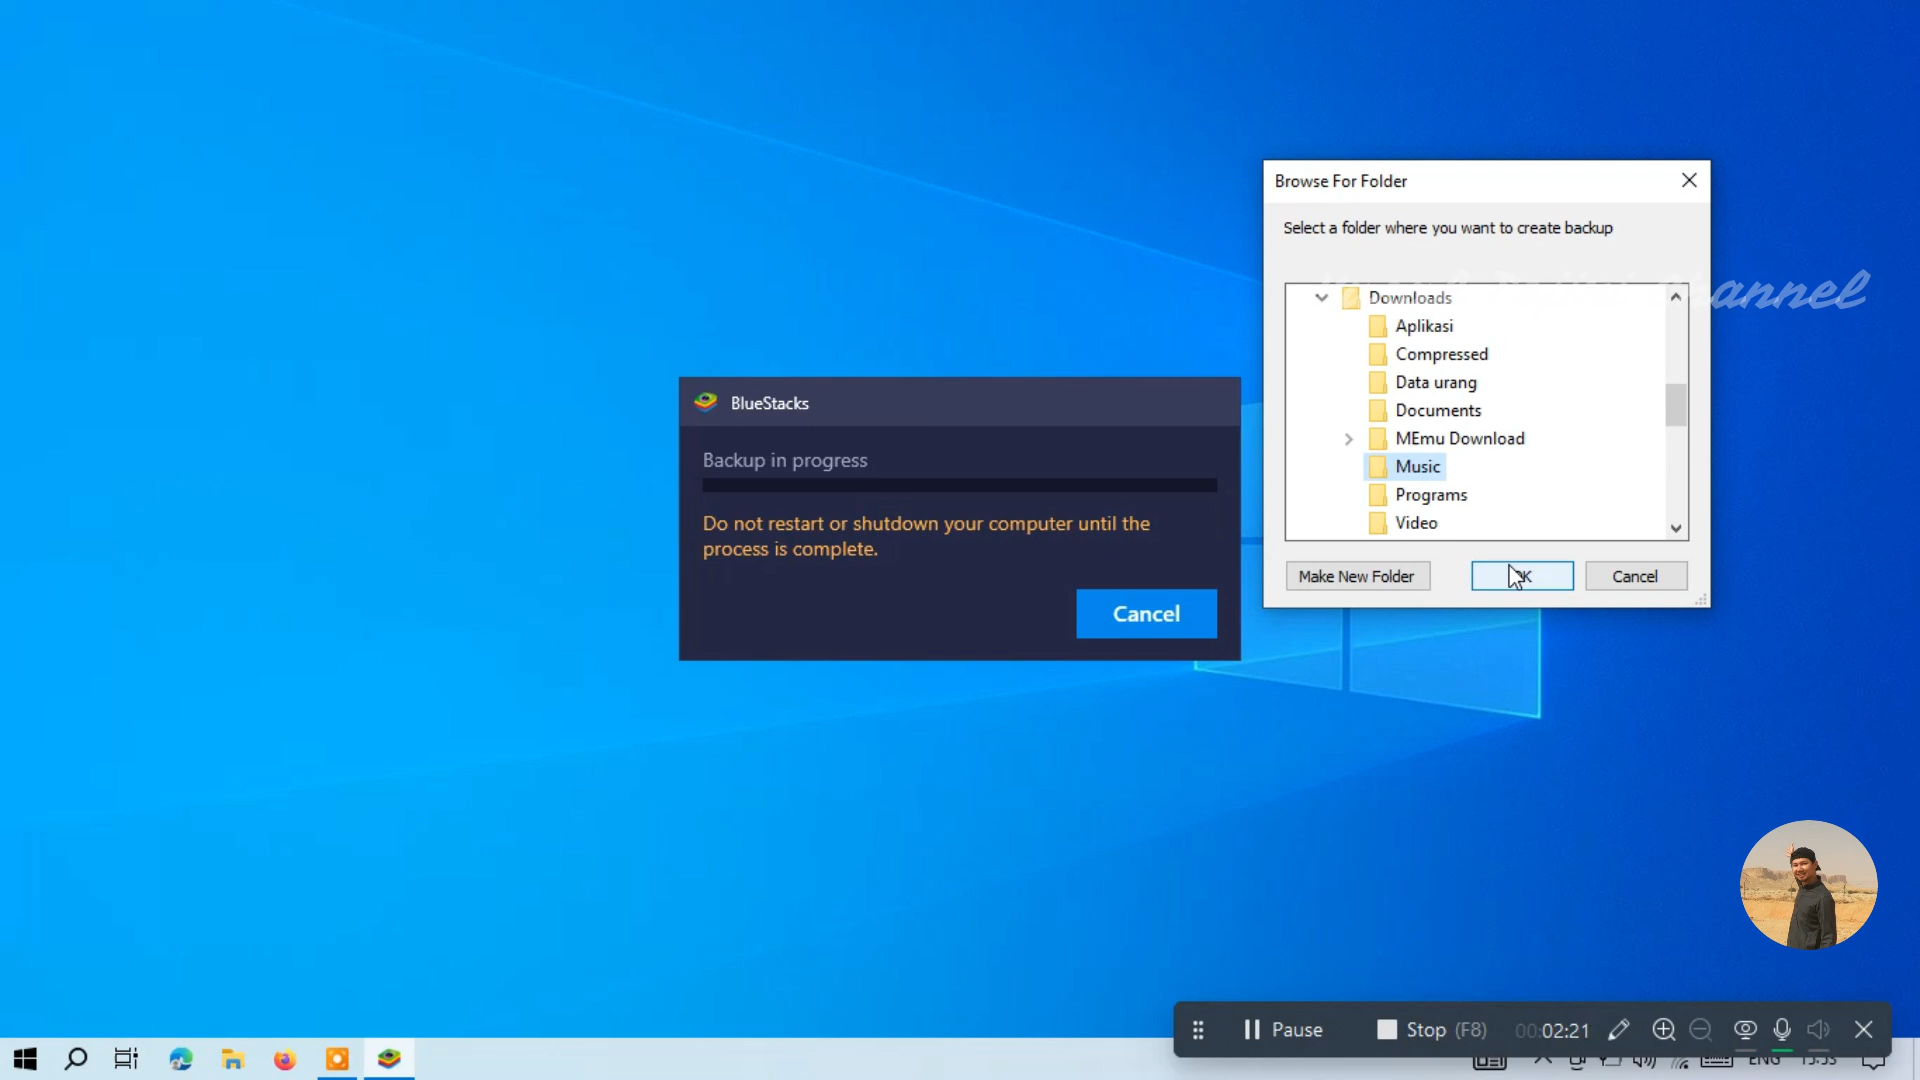 Browse For Folder
Select a folder where you want to create backup
Downloads
Aplikasi
Compressed
Data urang
Documents
MEmu Download
Music
Programs
Video
Make New Folder
Cancel
BlueStacks
Backup in progress
Do not restart or shutdown your computer until the
process is complete.
Cancel
Pause
Stop (F8)
00:02:21
ENG